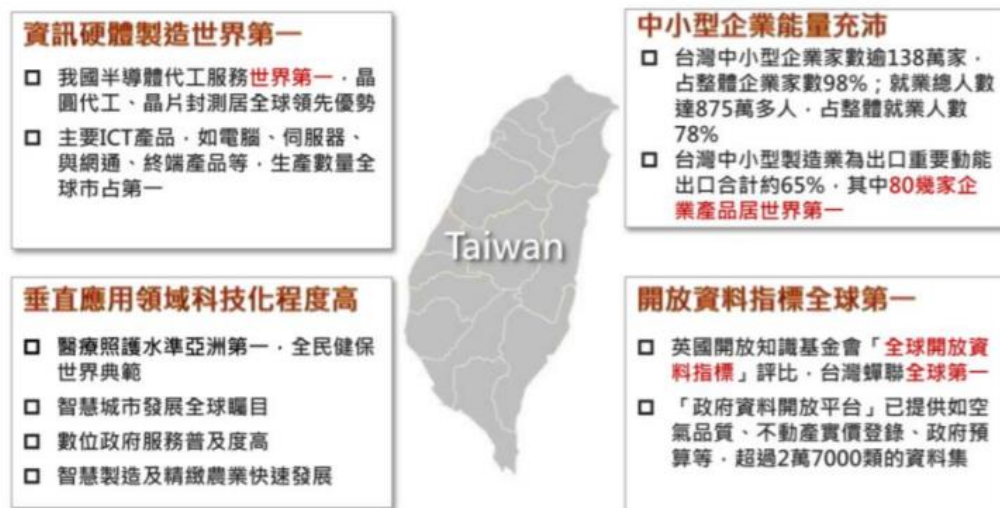 資訊硬體製造世界第一
□ 我國半導體代工服務世界第一，晶
圓代工、晶片封測居全球領先優勢
□ 主要ICT產品，如電腦、伺服器、
與網通、終端產品等，生產數量全
球市占第一
中小型企業能量充沛
□ 台灣中小型企業家數逾138萬家，
占整體企業家數98%；就業總人數
達875萬多人，占整體就業人數
78%
□ 台灣中小型製造業為出口重要動能
出口合計約65%，其中80幾家企
業產品居世界第一
Taiwan
垂直應用領域科技化程度高
□ 醫療照護水準亞洲第一，全民健保
世界典範
□ 智慧城市發展全球矚目
□ 數位政府服務普及度高
□ 智慧製造及精緻農業快速發展
開放資料指標全球第一
□ 英國開放知識基金會「全球開放資
料指標」評比，台灣蟬聯全球第一
□ 「政府資料開放平台」已提供如空
氣品質、不動產實價登錄、政府預
算等，超過2萬7000類的資料集